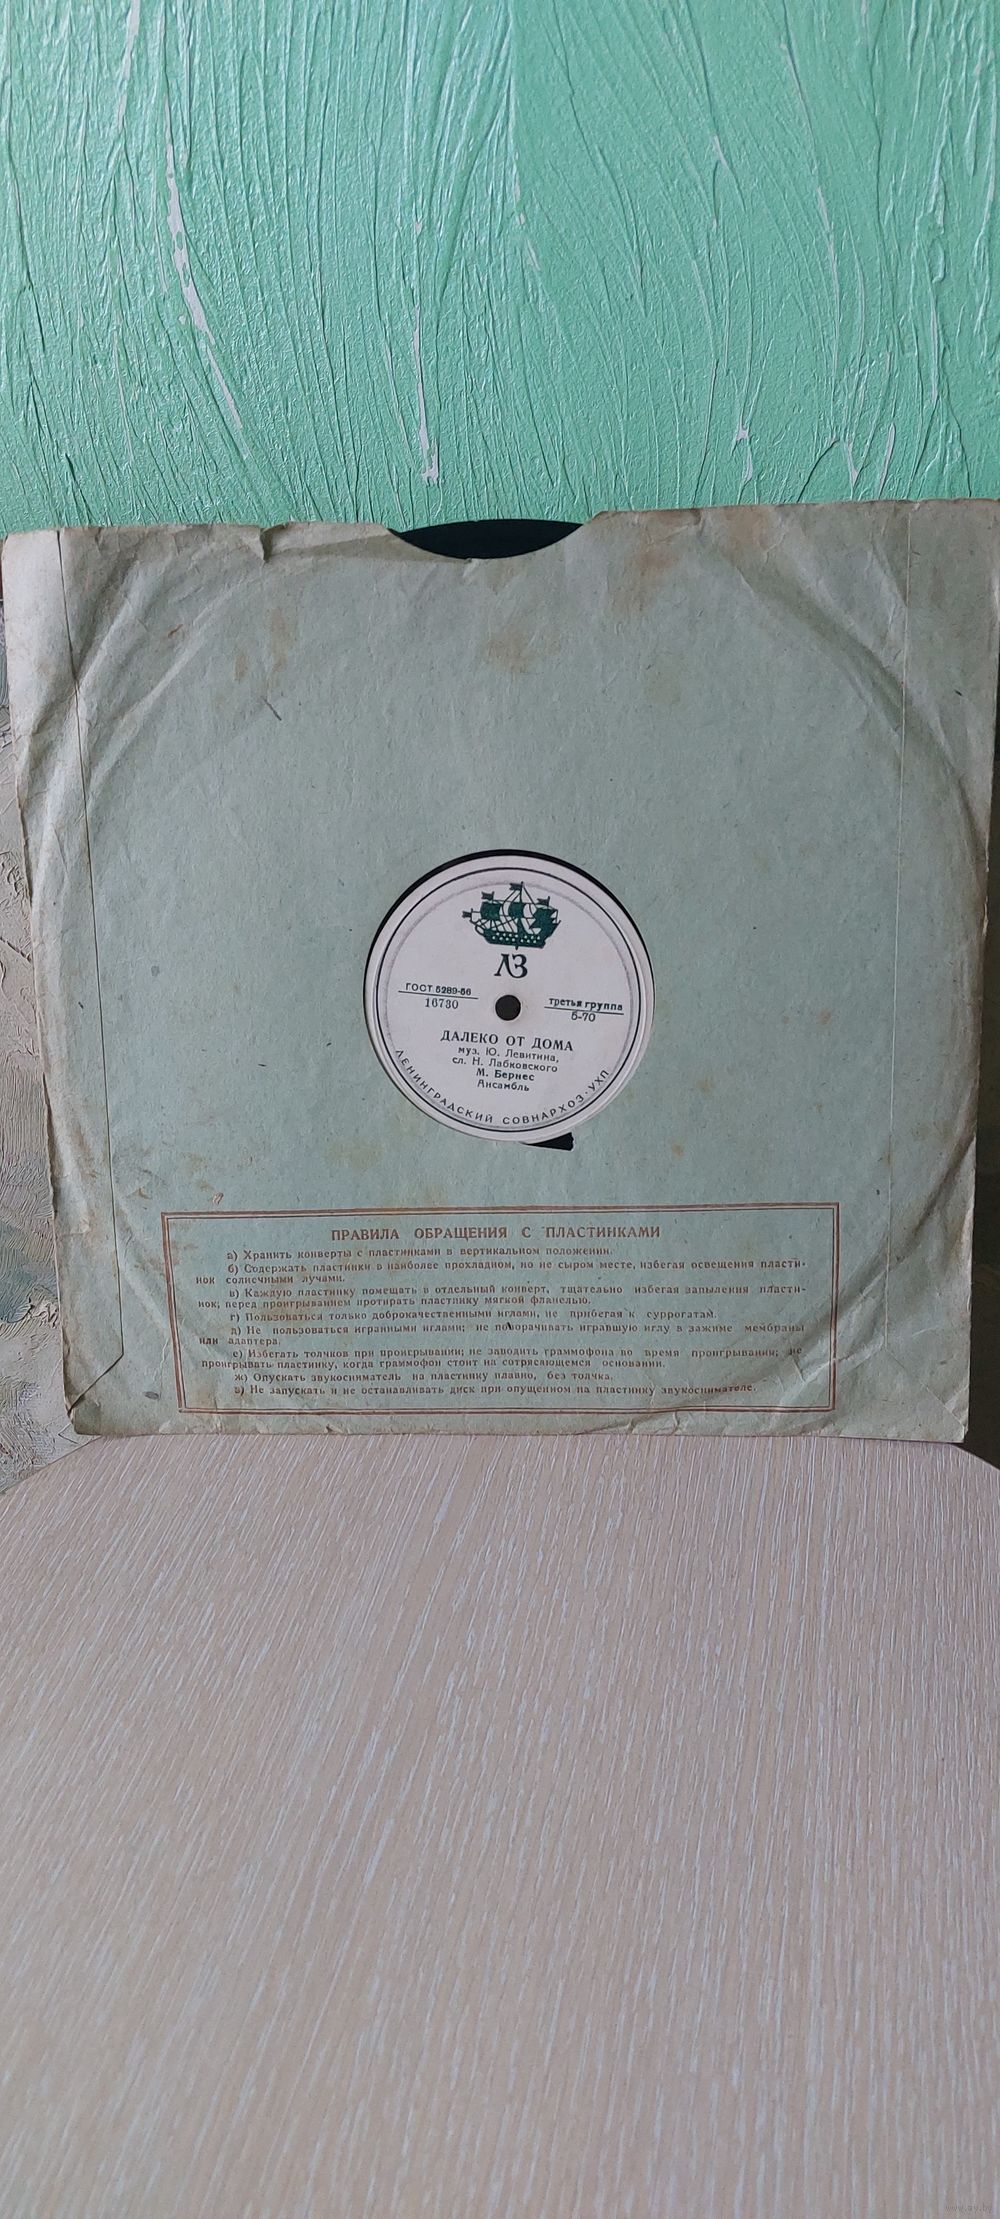 ЛЗ
ГОСТ 5289-56
16730
третья группа
5-70
ДАЛЕКО ОТ ДОМА
муз. Ю. Левитина,
сл. Н. Лабковского
М. Бернес
Ансамбль
ЛЕНИНГРАДСКИЙ СОВНАРХОЗ·УХП
ПРАВИЛА ОБРАЩЕНИЯ С ПЛАСТИНКАМИ
а) Хранить конверты с пластинками в вертикальном положении.
б) Содержать пластинки в наиболее прохладном, но не сыром месте, избегая освещения пласти-
нок солнечными лучами.
в) Каждую пластинку помещать в отдельный конверт, тщательно избегая запыления пласти-
нок; перед проигрыванием протирать пластинку мягкой фланелью.
г) Пользоваться только доброкачественными иглами, не прибегая к суррогатам.
д) Не пользоваться игранными иглами; не поворачивать игравшую иглу в зажиме мембраны
или адаптера.
е) Избегать толчков при проигрывании; не заводить граммофона во время проигрывания; не
проигрывать пластинку, когда граммофон стоит на сотрясающемся основании.
ж) Опускать звукосниматель на пластинку плавно, без толчка.
з) Не запускать и не останавливать диск при опущенном на пластинку звукоснимателе.